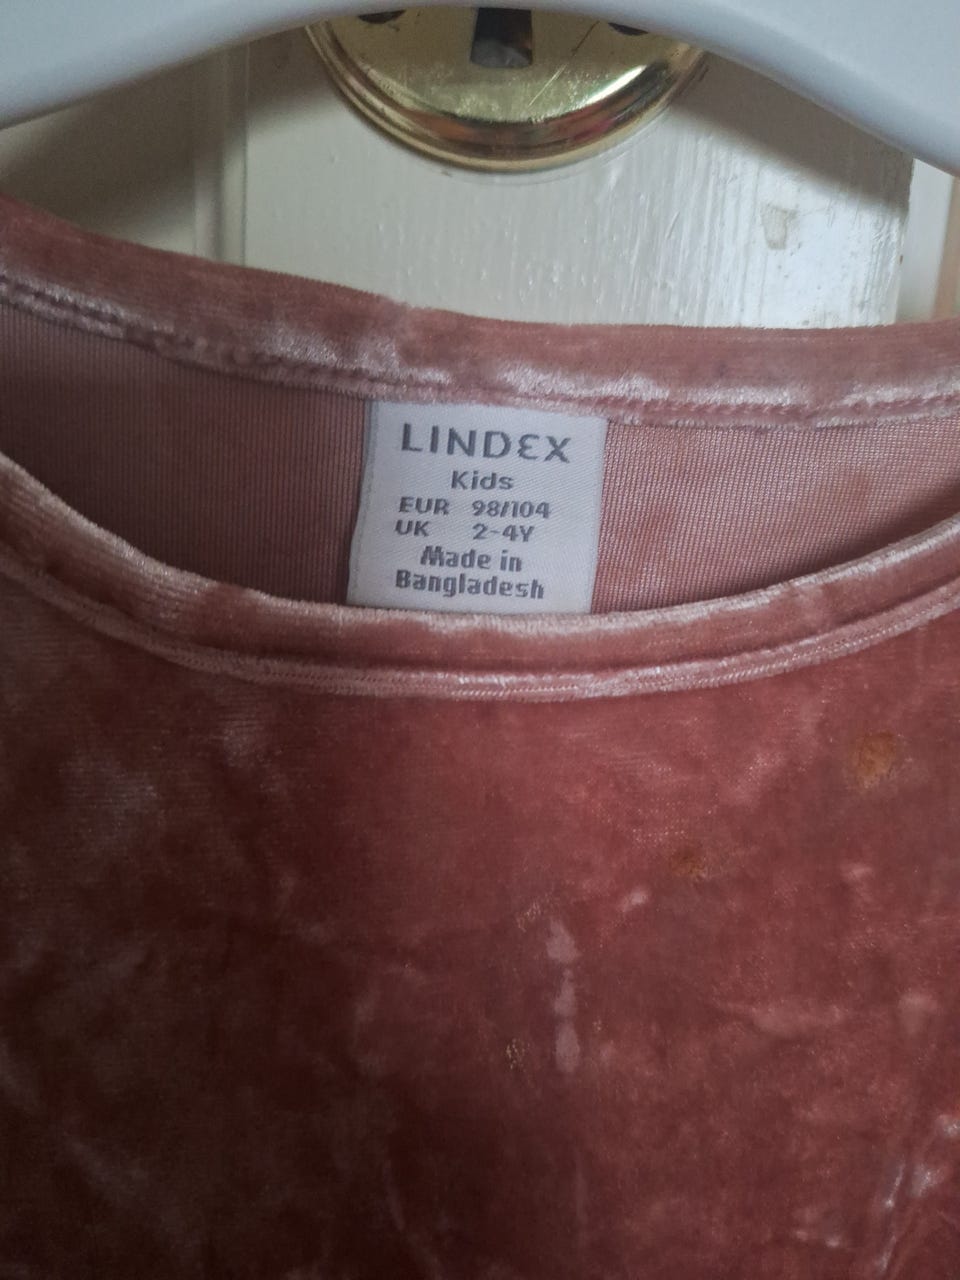 LINDEX
Kids
EUR 98/104
UK 2-4Y
Made in
Bangladesh